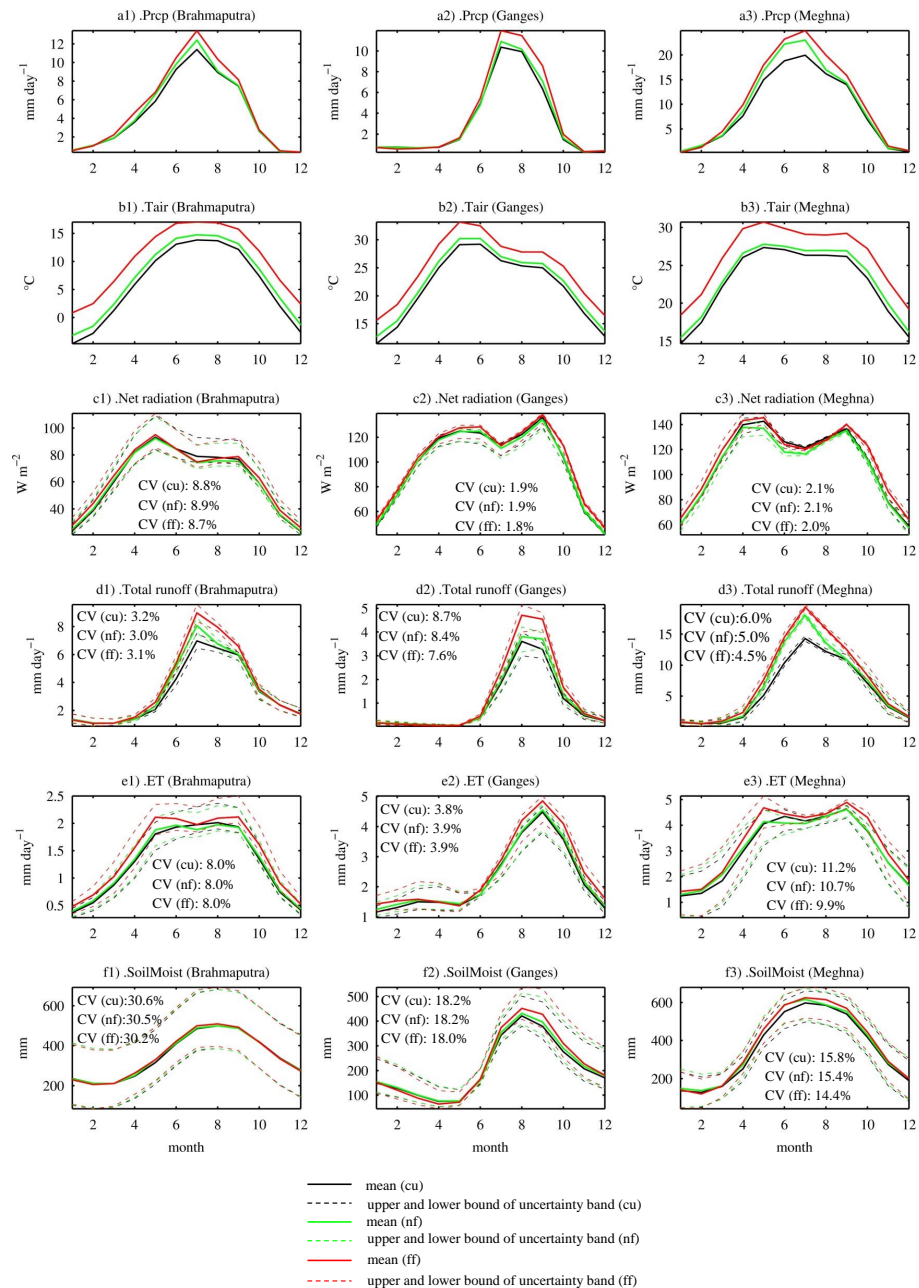 a1) .Prcp (Brahmaputra)
a2) .Prcp (Ganges)
a3) .Prcp (Meghna)
mm day−1
12
10
8
6
4
2
2 4 6 8 10 12
mm day−1
10
8
6
4
2
2 4 6 8 10 12
mm day−1
25
20
15
10
5
2 4 6 8 10 12
b1) .Tair (Brahmaputra)
b2) .Tair (Ganges)
b3) .Tair (Meghna)
°C
15
10
5
0
2 4 6 8 10 12
°C
30
25
20
15
2 4 6 8 10 12
°C
30
25
20
15
2 4 6 8 10 12
c1) .Net radiation (Brahmaputra)
c2) .Net radiation (Ganges)
c3) .Net radiation (Meghna)
W m−2
100
80
60
40
CV (cu): 8.8%
CV (nf): 8.9%
CV (ff): 8.7%
2 4 6 8 10 12
W m−2
120
100
80
60
CV (cu): 1.9%
CV (nf): 1.9%
CV (ff): 1.8%
2 4 6 8 10 12
W m−2
140
120
100
80
60
CV (cu): 2.1%
CV (nf): 2.1%
CV (ff): 2.0%
2 4 6 8 10 12
d1) .Total runoff (Brahmaputra)
d2) .Total runoff (Ganges)
d3) .Total runoff (Meghna)
mm day−1
8
6
4
2
CV (cu): 3.2%
CV (nf): 3.0%
CV (ff): 3.1%
2 4 6 8 10 12
mm day−1
5
4
3
2
1
CV (cu): 8.7%
CV (nf): 8.4%
CV (ff): 7.6%
2 4 6 8 10 12
mm day−1
15
10
5
CV (cu):6.0%
CV (nf):5.0%
CV (ff):4.5%
2 4 6 8 10 12
e1) .ET (Brahmaputra)
e2) .ET (Ganges)
e3) .ET (Meghna)
mm day−1
2.5
2
1.5
1
0.5
CV (cu): 8.0%
CV (nf): 8.0%
CV (ff): 8.0%
2 4 6 8 10 12
mm day−1
5
4
3
2
1
CV (cu): 3.8%
CV (nf): 3.9%
CV (ff): 3.9%
2 4 6 8 10 12
mm day−1
5
4
3
2
1
CV (cu): 11.2%
CV (nf): 10.7%
CV (ff): 9.9%
2 4 6 8 10 12
f1) .SoilMoist (Brahmaputra)
f2) .SoilMoist (Ganges)
f3) .SoilMoist (Meghna)
mm
600
400
200
CV (cu):30.6%
CV (nf):30.5%
CV (ff):30.2%
2 4 6 8 10 12
month
mm
500
400
300
200
100
CV (cu): 18.2%
CV (nf): 18.2%
CV (ff): 18.0%
2 4 6 8 10 12
month
mm
600
400
200
CV (cu): 15.8%
CV (nf): 15.4%
CV (ff): 14.4%
2 4 6 8 10 12
month
mean (cu)
upper and lower bound of uncertainty band (cu)
mean (nf)
upper and lower bound of uncertainty band (nf)
mean (ff)
upper and lower bound of uncertainty band (ff)